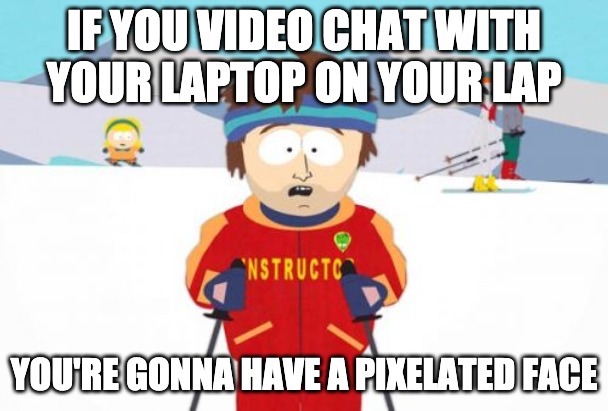 IF YOU VIDEO CHAT WITH
YOUR LAPTOP ON YOUR LAP
NSTRUCTO
YOU'RE GONNA HAVE A PIXELATED FACE